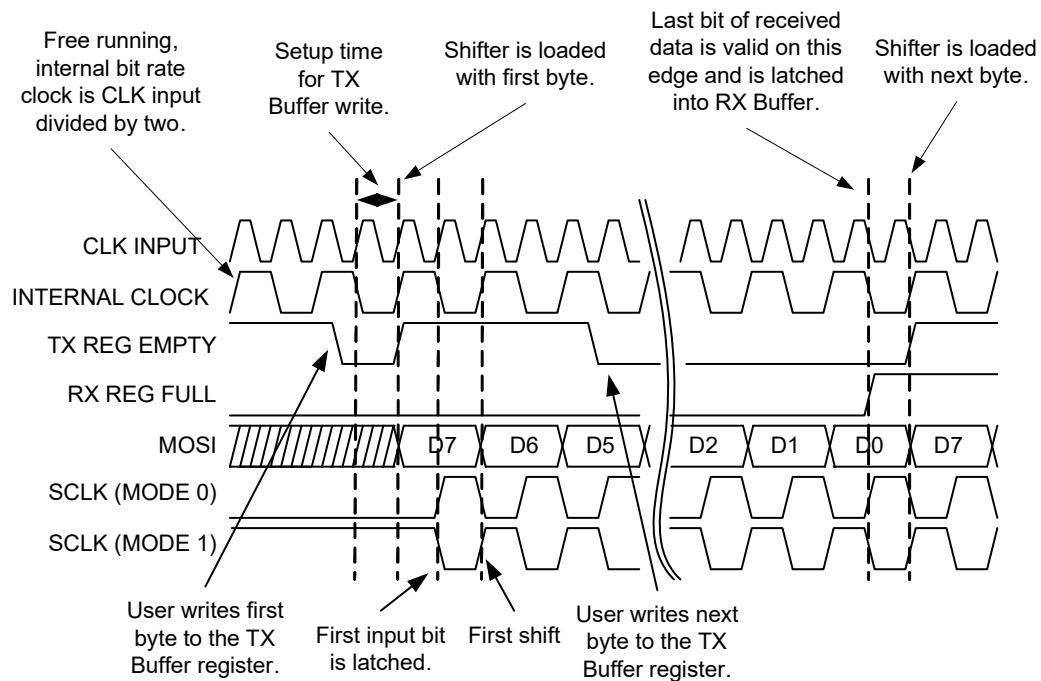 Free running,
internal bit rate
clock is CLK input
divided by two.
Setup time
for TX
Buffer write.
Shifter is loaded
with first byte.
Last bit of received
data is valid on this
edge and is latched
into RX Buffer.
Shifter is loaded
with next byte.
CLK INPUT
INTERNAL CLOCK
TX REG EMPTY
RX REG FULL
MOSI D7 D6 D5 D2 D1 D0 D7
SCLK (MODE 0)
SCLK (MODE 1)
User writes first
byte to the TX
Buffer register.
First input bit
is latched.
First shift
User writes next
byte to the TX
Buffer register.